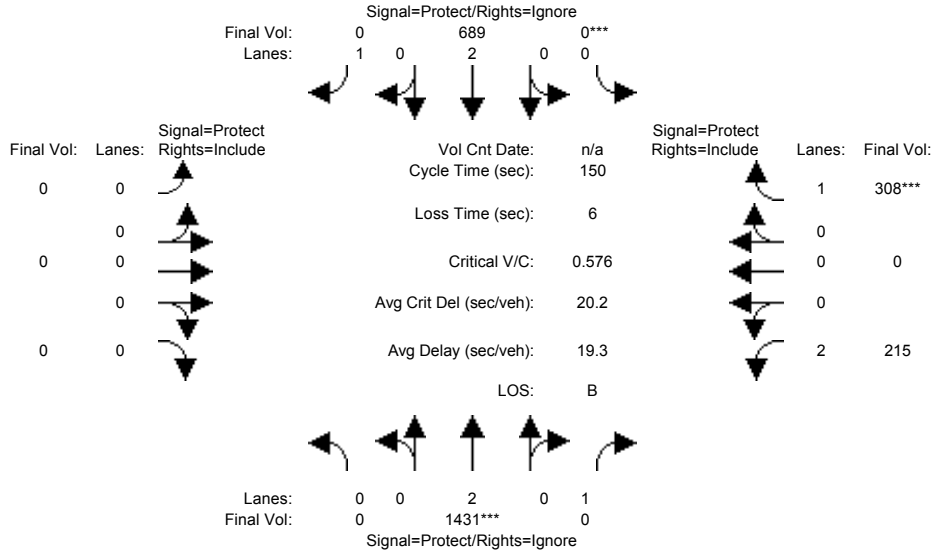 Signal=Protect/Rights=Ignore
Final Vol: 0 689 0***
Lanes: 1 0 2 0 0
Signal=Protect Signal=Protect
Final Vol: Lanes: Rights=Include Vol Cnt Date: n/a Rights=Include Lanes: Final Vol:
Cycle Time (sec): 150
0 0 1 308***
Loss Time (sec): 6
0 0
0 0 Critical V/C: 0.576 0 0
0 Avg Crit Del (sec/veh): 20.2 0
0 0 Avg Delay (sec/veh): 19.3 2 215
LOS: B
Lanes: 0 0 2 0 1
Final Vol: 0 1431*** 0
Signal=Protect/Rights=Ignore